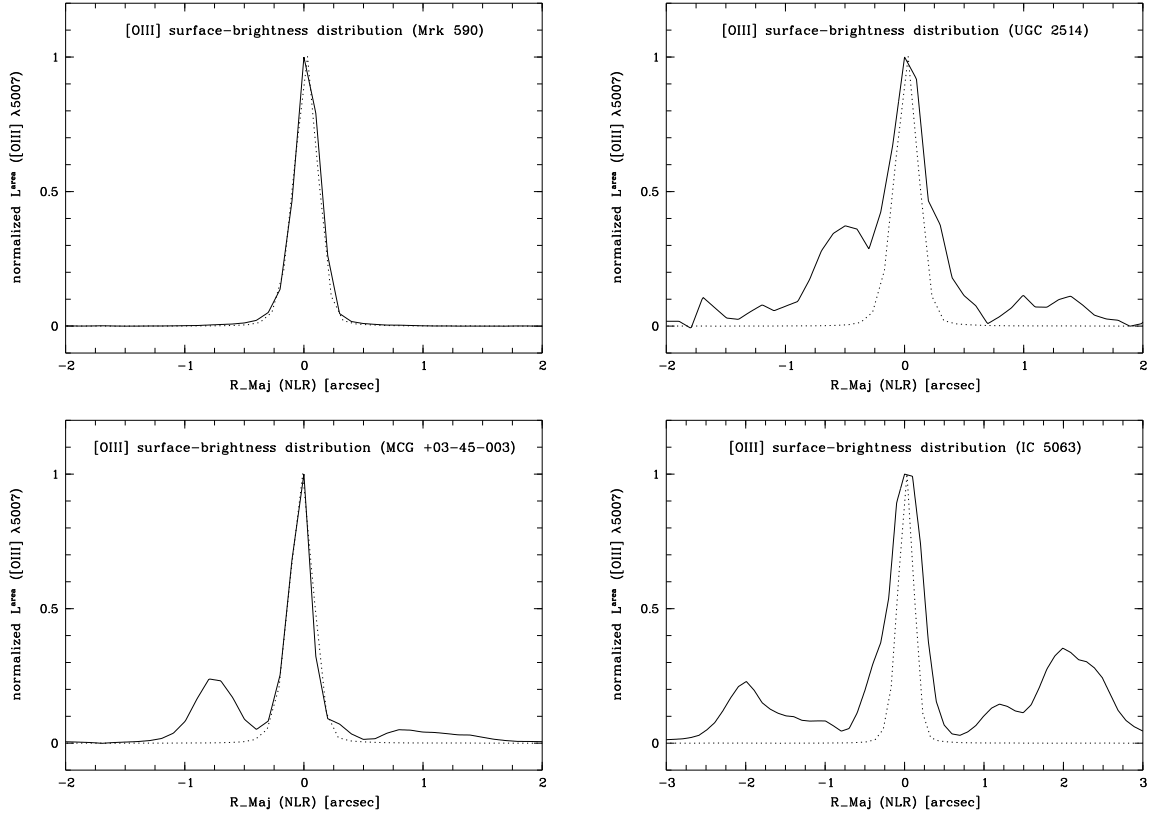 [OIII] surface-brightness distribution (Mrk 590)
1
0.5
0
normalized L^area ([OIII] λ5007)
-2 -1 0 1 2
R_Maj (NLR) [arcsec]
[OIII] surface-brightness distribution (UGC 2514)
1
0.5
0
normalized L^area ([OIII] λ5007)
-2 -1 0 1 2
R_Maj (NLR) [arcsec]
[OIII] surface-brightness distribution (MCG +03-45-003)
1
0.5
0
normalized L^area ([OIII] λ5007)
-2 -1 0 1 2
R_Maj (NLR) [arcsec]
[OIII] surface-brightness distribution (IC 5063)
1
0.5
0
normalized L^area ([OIII] λ5007)
-3 -2 -1 0 1 2 3
R_Maj (NLR) [arcsec]